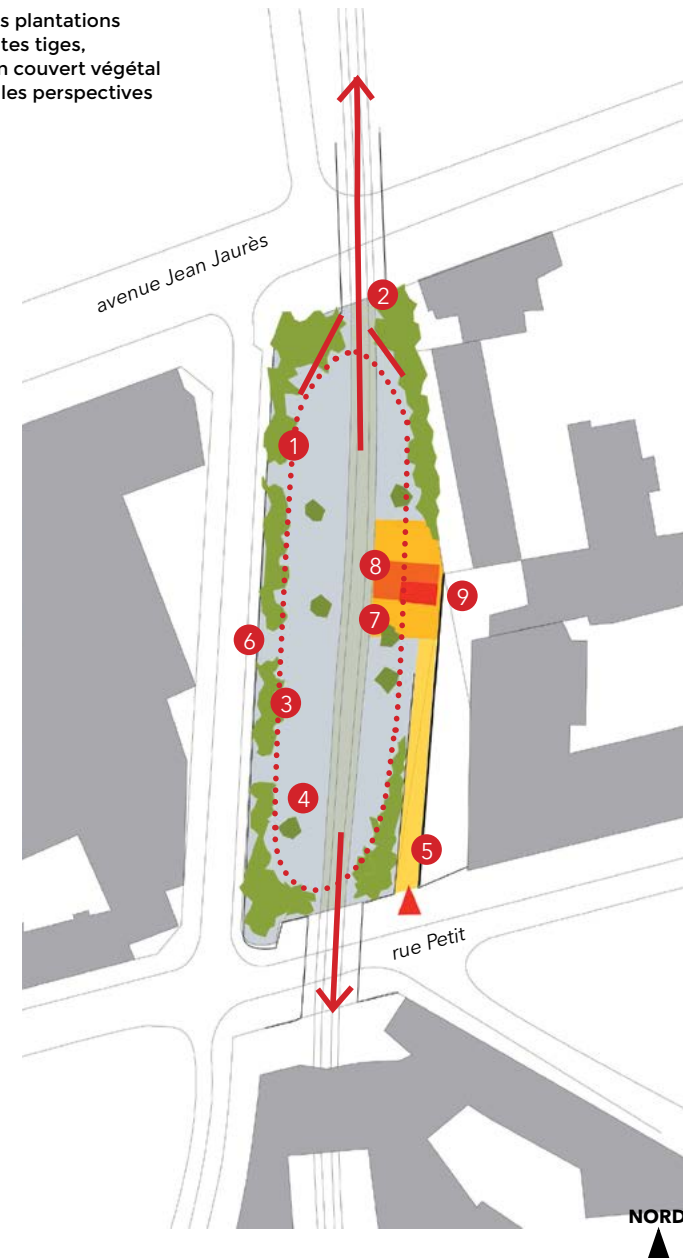 s plantations
tes tiges,
n couvert végétal
les perspectives
avenue Jean Jaurès
2
1
8
9
7
6
3
4
5
rue Petit
NORD